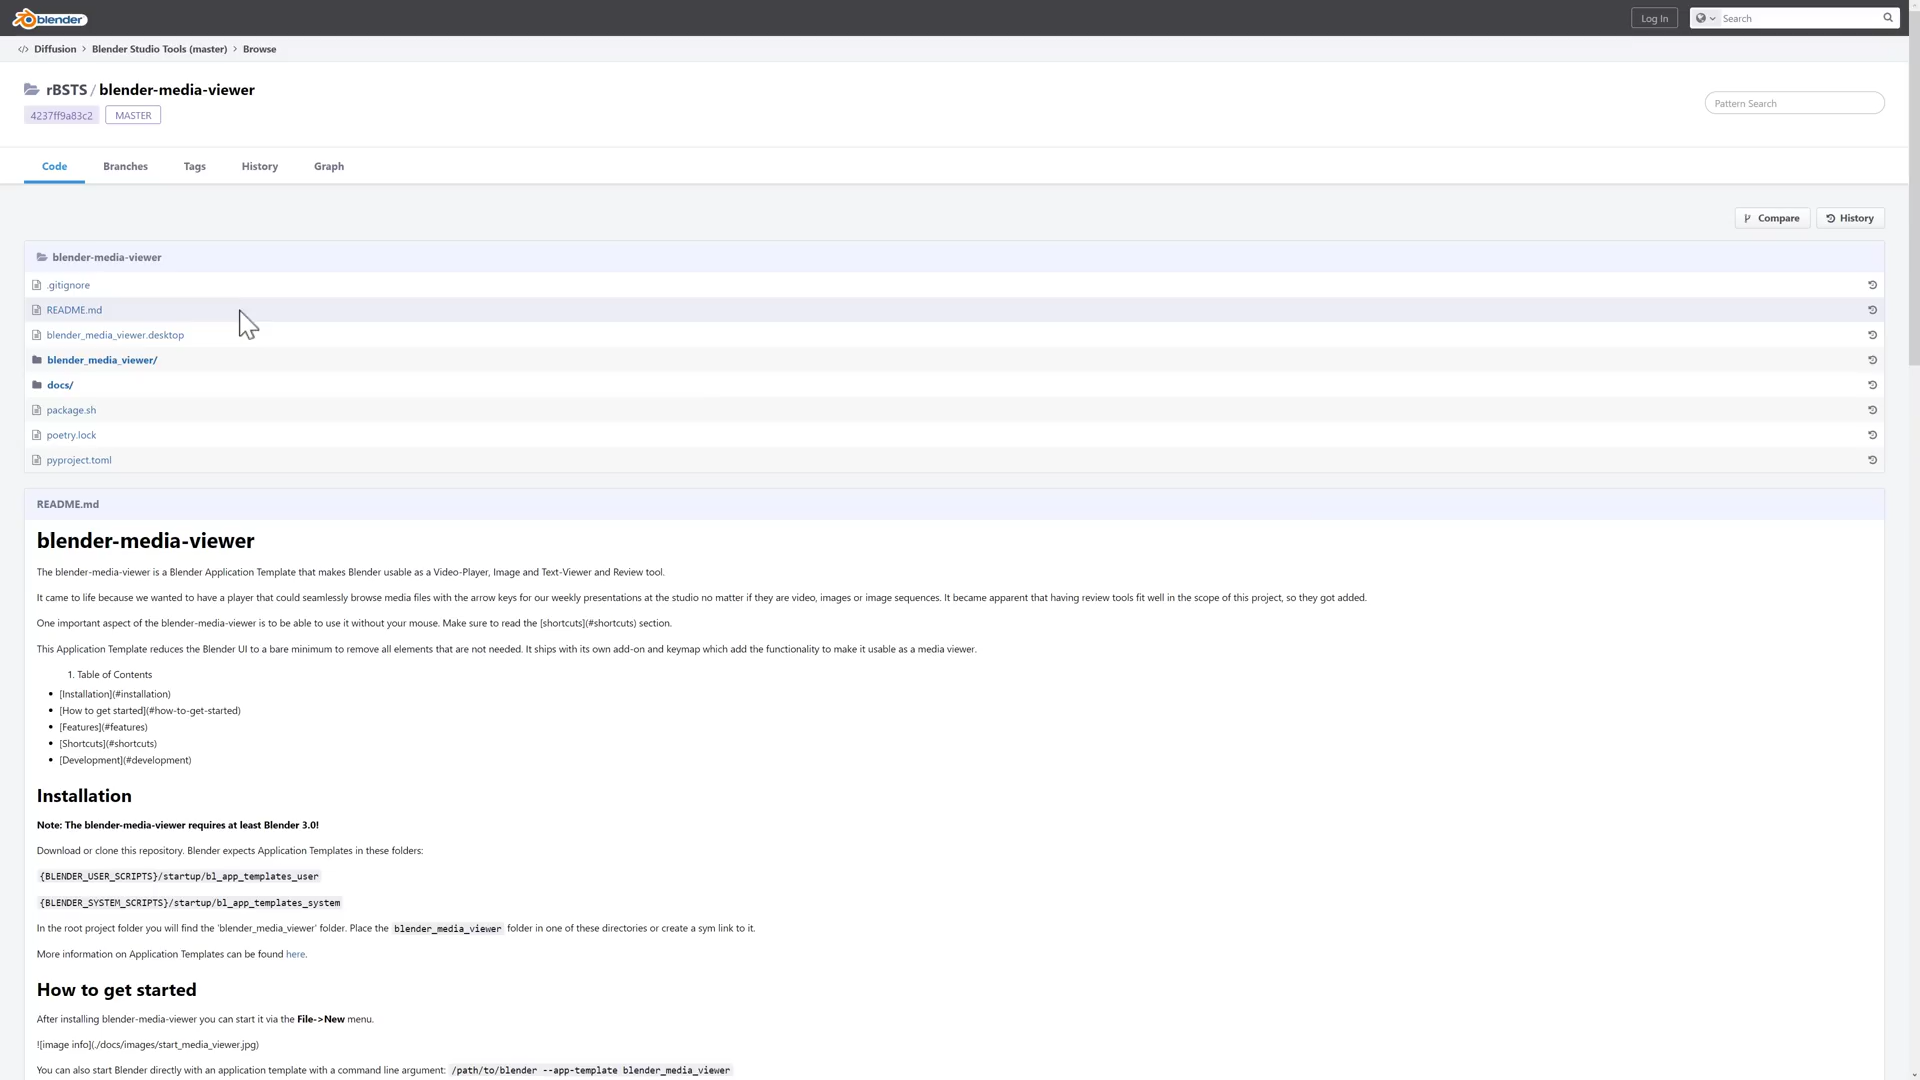 blender
Log In
Search
Diffusion > Blender Studio Tools (master) > Browse
rBSTS / blender-media-viewer
4237ff9a83c2
MASTER
Pattern Search
Code
Branches
Tags
History
Graph
Compare
History
blender-media-viewer
.gitignore
README.md
blender_media_viewer.desktop
blender_media_viewer/
docs/
package.sh
poetry.lock
pyproject.toml
README.md
blender-media-viewer
The blender-media-viewer is a Blender Application Template that makes Blender usable as a Video-Player, Image and Text-Viewer and Review tool.
It came to life because we wanted to have a player that could seamlessly browse media files with the arrow keys for our weekly presentations at the studio no matter if they are video, images or image sequences. It became apparent that having review tools fit well in the scope of this project, so they got added.
One important aspect of the blender-media-viewer is to be able to use it without your mouse. Make sure to read the [shortcuts](#shortcuts) section.
This Application Template reduces the Blender UI to a bare minimum to remove all elements that are not needed. It ships with its own add-on and keymap which add the functionality to make it usable as a media viewer.
1. Table of Contents
• [Installation](#installation)
• [How to get started](#how-to-get-started)
• [Features](#features)
• [Shortcuts](#shortcuts)
• [Development](#development)
Installation
Note: The blender-media-viewer requires at least Blender 3.0!
Download or clone this repository. Blender expects Application Templates in these folders:
{BLENDER_USER_SCRIPTS}/startup/bl_app_templates_user
{BLENDER_SYSTEM_SCRIPTS}/startup/bl_app_templates_system
In the root project folder you will find the 'blender_media_viewer' folder. Place the blender_media_viewer folder in one of these directories or create a sym link to it.
More information on Application Templates can be found here.
How to get started
After installing blender-media-viewer you can start it via the File->New menu.
![image info](./docs/images/start_media_viewer.jpg)
You can also start Blender directly with an application template with a command line argument: /path/to/blender --app-template blender_media_viewer